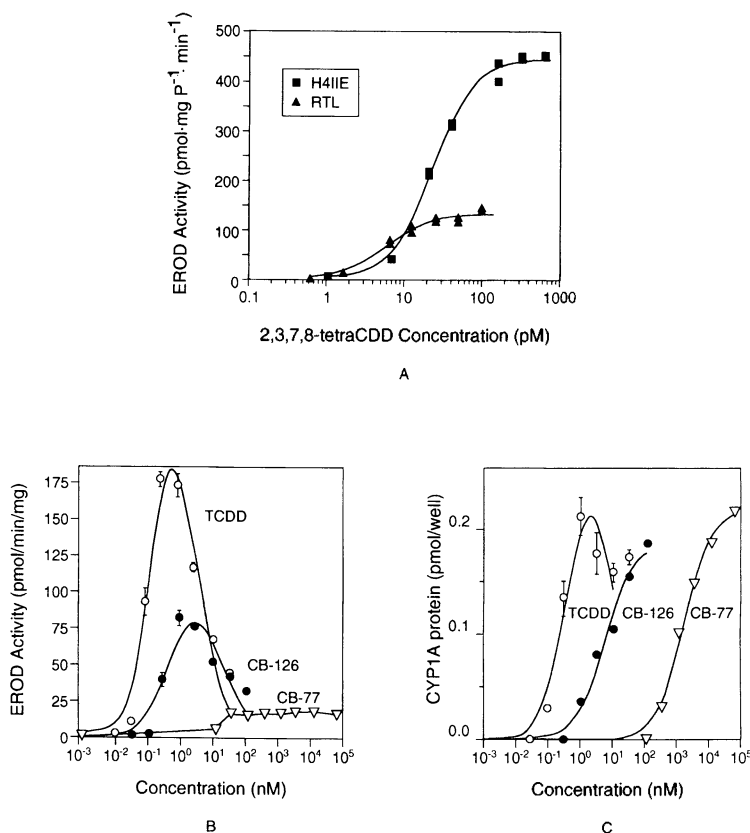 EROD Activity (pmol·mg P⁻¹· min⁻¹)
500
400
300
200
100
0
H4IIE
RTL
0.1 1 10 100 1000
2,3,7,8-tetraCDD Concentration (pM)
A
EROD Activity (pmol/min/mg)
175
150
125
100
75
50
25
0
TCDD
CB-126
CB-77
10⁻³ 10⁻² 10⁻¹ 10⁰ 10¹ 10² 10³ 10⁴ 10⁵
Concentration (nM)
B
CYP1A protein (pmol/well)
0.2
0.1
0.0
TCDD CB-126 CB-77
10⁻³ 10⁻² 10⁻¹ 10⁰ 10¹ 10² 10³ 10⁴ 10⁵
Concentration (nM)
C